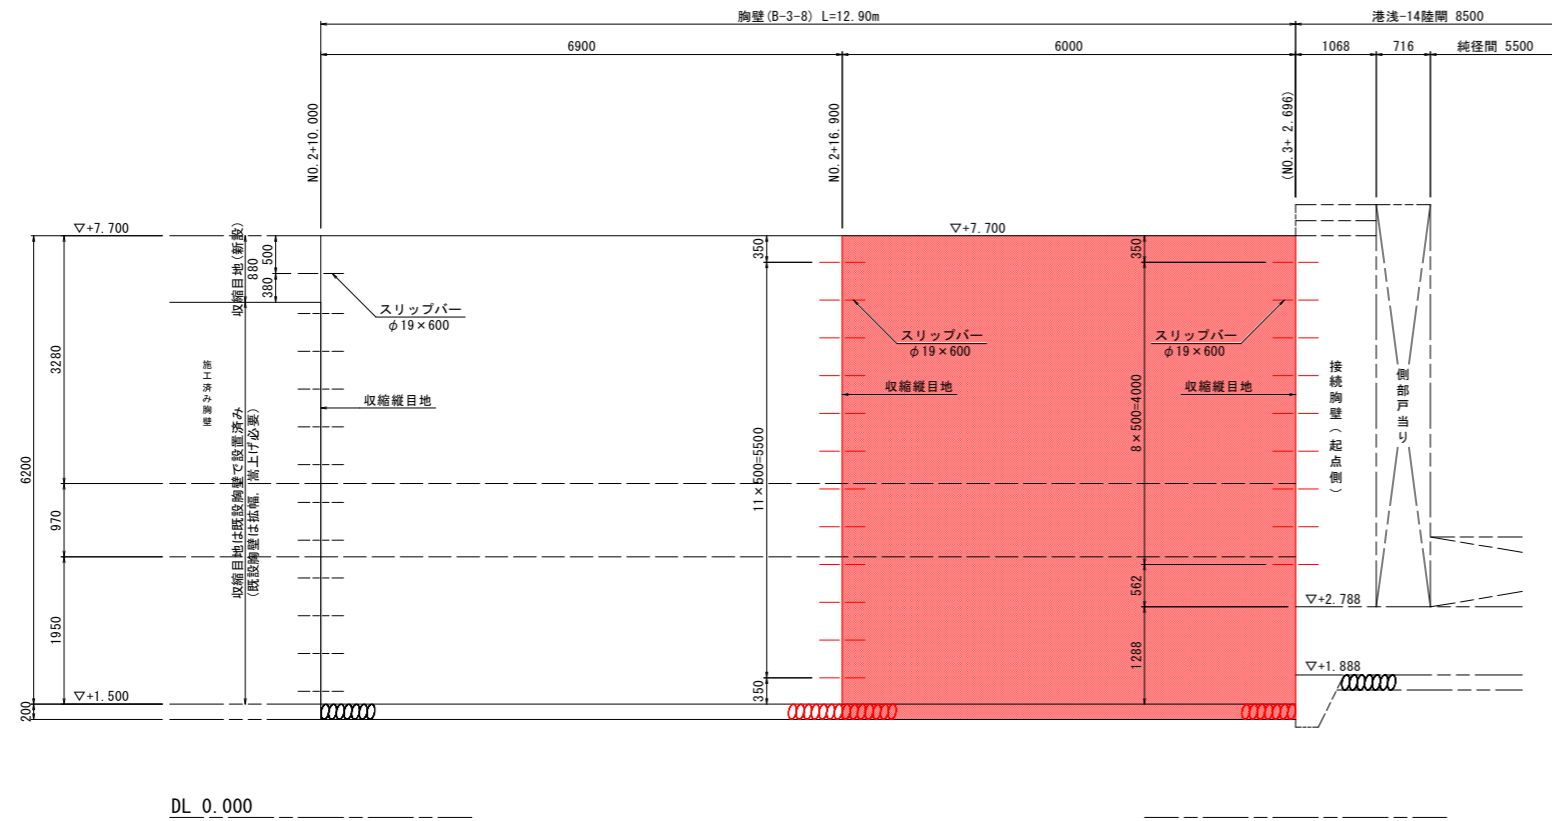 胸壁(B-3-8) L=12.90m
港浅-14陸閘 8500
6900
6000
1068
716
純径間 5500
NO.2+10.000
NO.2+16.900
(NO.3+ 2.696)
▽+7.700
▽+7.700
収縮目地(新設)
880
500
380
350
350
スリップバー
φ19×600
スリップバー
φ19×600
スリップバー
φ19×600
3280
施工済み胸壁
収縮縦目地
収縮縦目地
収縮縦目地
接続胸壁(起点側)
側部戸当り
6200
収縮目地は既設胸壁で設置済み
(既設胸壁は拡幅、嵩上げ必要)
11×500=5500
8×500=4000
970
562
1950
▽+2.788
1288
▽+1.888
▽+1.500
350
200
DL 0.000